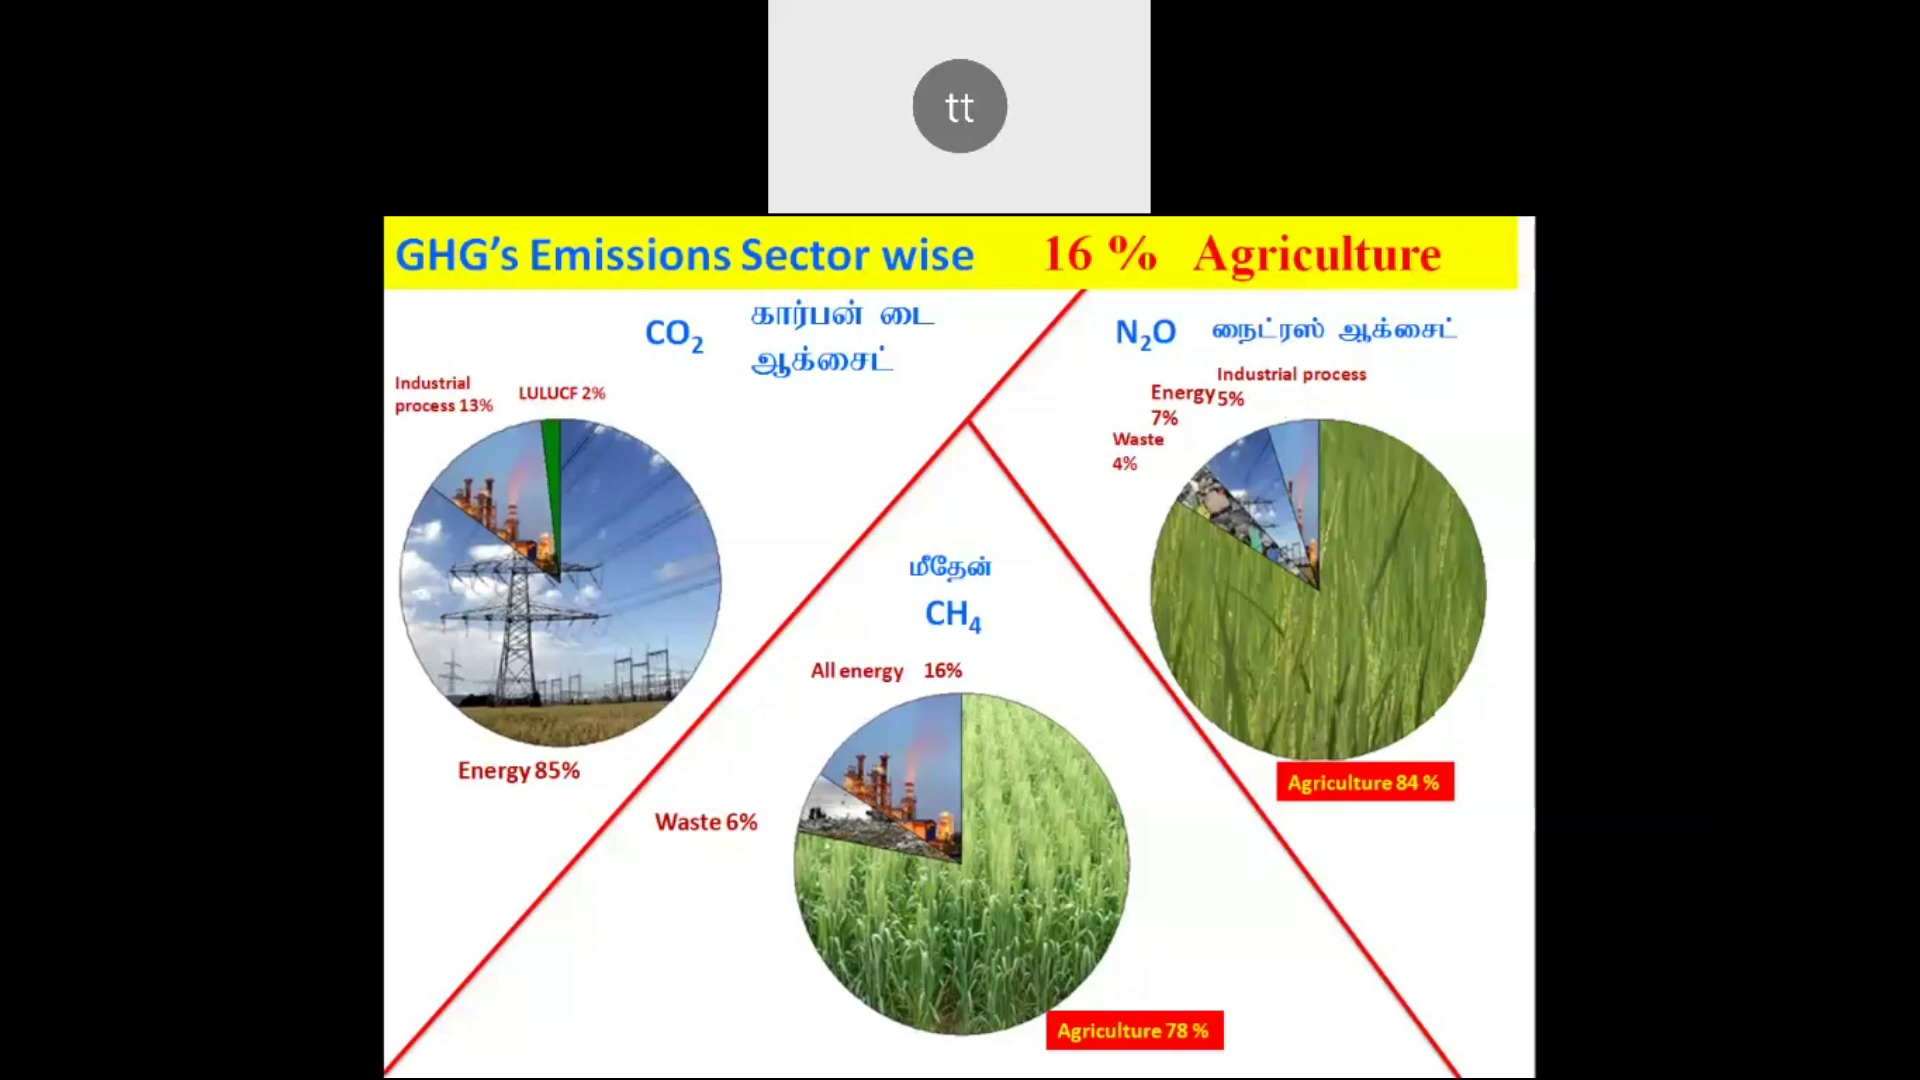 tt
GHG's Emissions Sector wise 16 % Agriculture
CO2
கார்பன் டை
ஆக்சைட்
Industrial
process 13%
LULUCF 2%
Energy 85%
N2O நைட்ரஸ் ஆக்சைட்
Industrial process
5%
Energy
7%
Waste
4%
Agriculture 84 %
மீதேன்
CH4
All energy 16%
Waste 6%
Agriculture 78 %